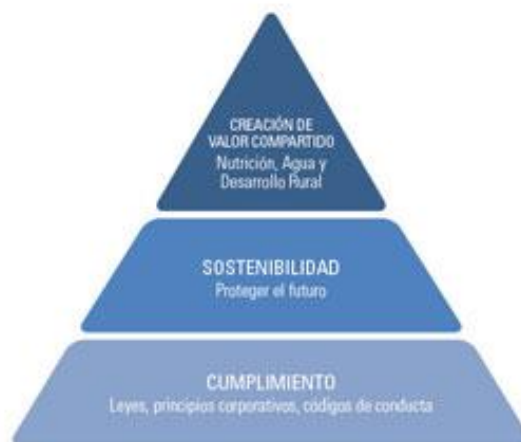 CREACIÓN DE
VALOR COMPARTIDO
Nutrición, Agua y
Desarrollo Rural
SOSTENIBILIDAD
Proteger el futuro
CUMPLIMIENTO
Leyes, principios corporativos, códigos de conducta